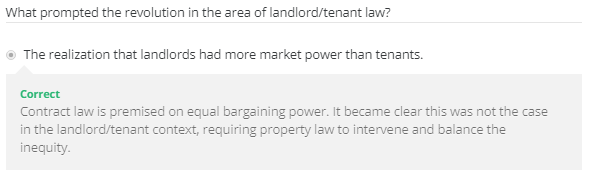 What prompted the revolution in the area of landlord/tenant law?
The realization that landlords had more market power than tenants.
Correct
Contract law is premised on equal bargaining power. It became clear this was not the case
in the landlord/tenant context, requiring property law to intervene and balance the
inequity.